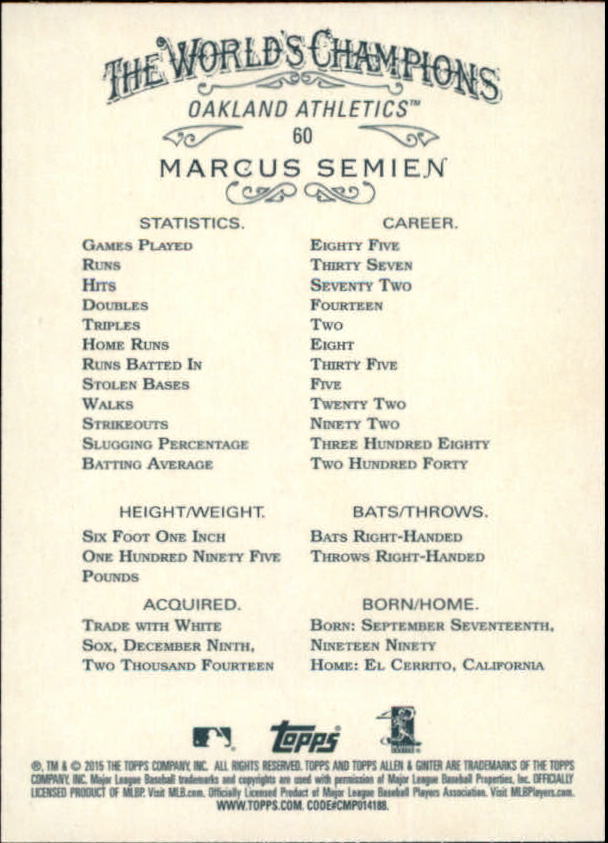 THE WORLD'S CHAMPIONS
OAKLAND ATHLETICS™
60
MARCUS SEMIEN
STATISTICS. CAREER.
GAMES PLAYED EIGHTY FIVE
RUNS THIRTY SEVEN
HITS SEVENTY TWO
DOUBLES FOURTEEN
TRIPLES TWO
HOME RUNS EIGHT
RUNS BATTED IN THIRTY FIVE
STOLEN BASES FIVE
WALKS TWENTY TWO
STRIKEOUTS NINETY TWO
SLUGGING PERCENTAGE THREE HUNDRED EIGHTY
BATTING AVERAGE TWO HUNDRED FORTY
HEIGHT/WEIGHT.
SIX FOOT ONE INCH
ONE HUNDRED NINETY FIVE
POUNDS
BATS/THROWS.
BATS RIGHT-HANDED
THROWS RIGHT-HANDED
ACQUIRED.
TRADE WITH WHITE
SOX, DECEMBER NINTH,
TWO THOUSAND FOURTEEN
BORN/HOME.
BORN: SEPTEMBER SEVENTEENTH,
NINETEEN NINETY
HOME: EL CERRITO, CALIFORNIA
Topps
®, TM & © 2015 THE TOPPS COMPANY, INC. ALL RIGHTS RESERVED. TOPPS AND TOPPS ALLEN & GINTER ARE TRADEMARKS OF THE TOPPS
COMPANY, INC. Major League Baseball trademarks and copyrights are used with permission of Major League Baseball Properties, Inc. OFFICIALLY
LICENSED PRODUCT OF MLBP. Visit MLB.com. Officially Licensed Product of Major League Baseball Players Association. Visit MLBPlayers.com.
WWW.TOPPS.COM. CODE#CMP014188.